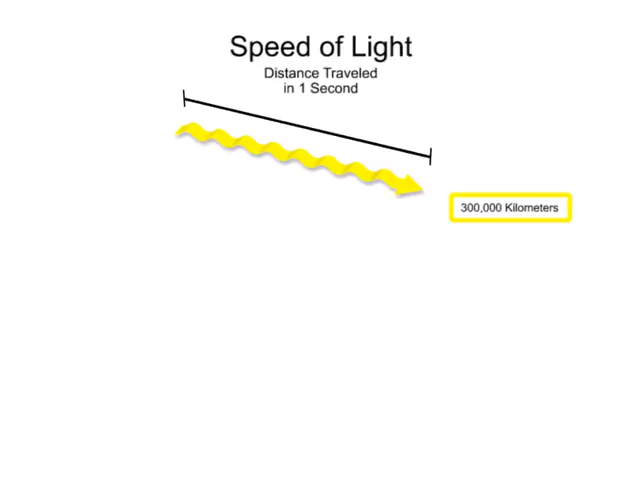 Speed of Light
Distance Traveled
in 1 Second
300,000 Kilometers